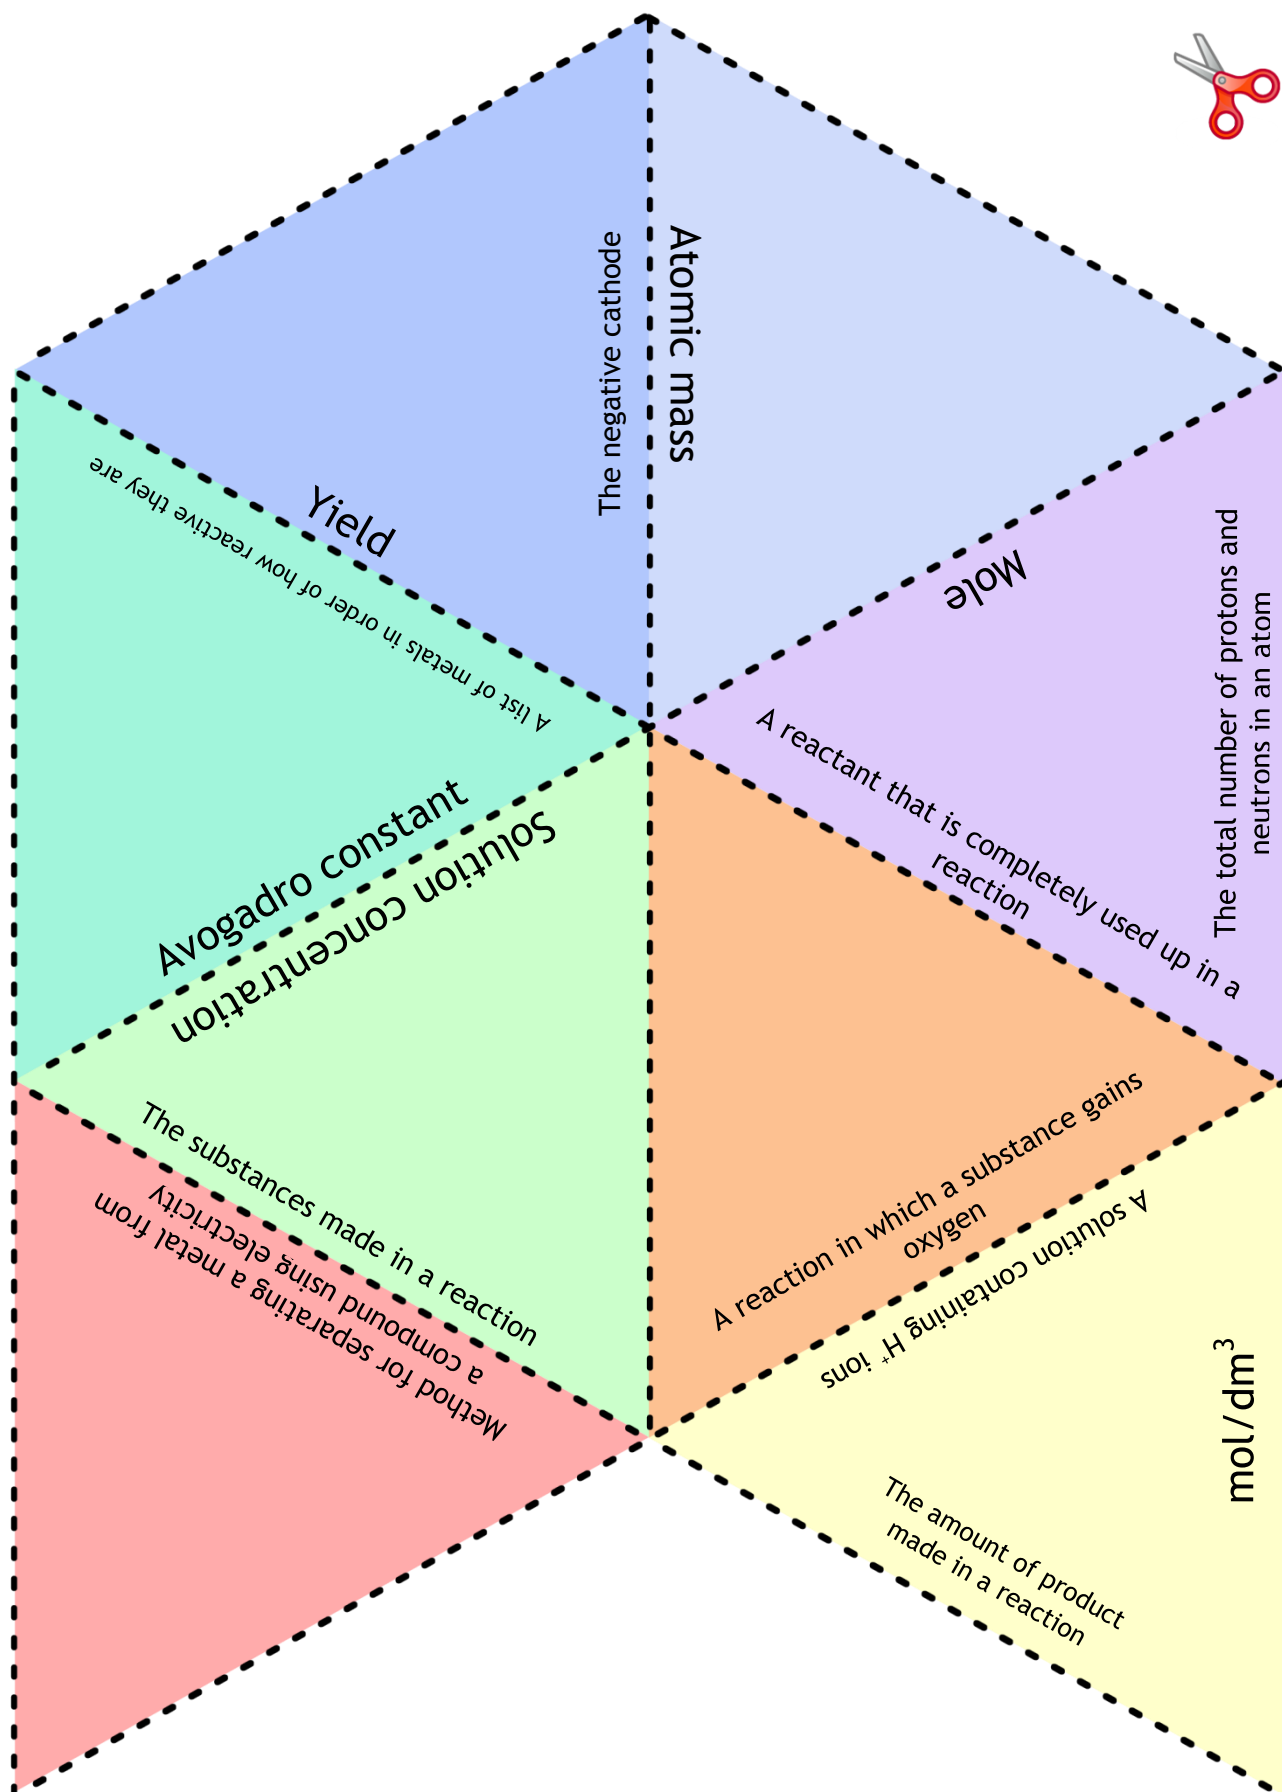 The negative cathode
Atomic mass
Yield
A list of metals in order of how reactive they are
Mole
The total number of protons and
neutrons in an atom
A reactant that is completely used up in a
reaction
Avogadro constant
Solution concentration
The substances made in a reaction
Method for separating a metal from
a compound using electricity
A reaction in which a substance gains
oxygen
A solution containing H⁺ ions
mol/dm³
The amount of product
made in a reaction